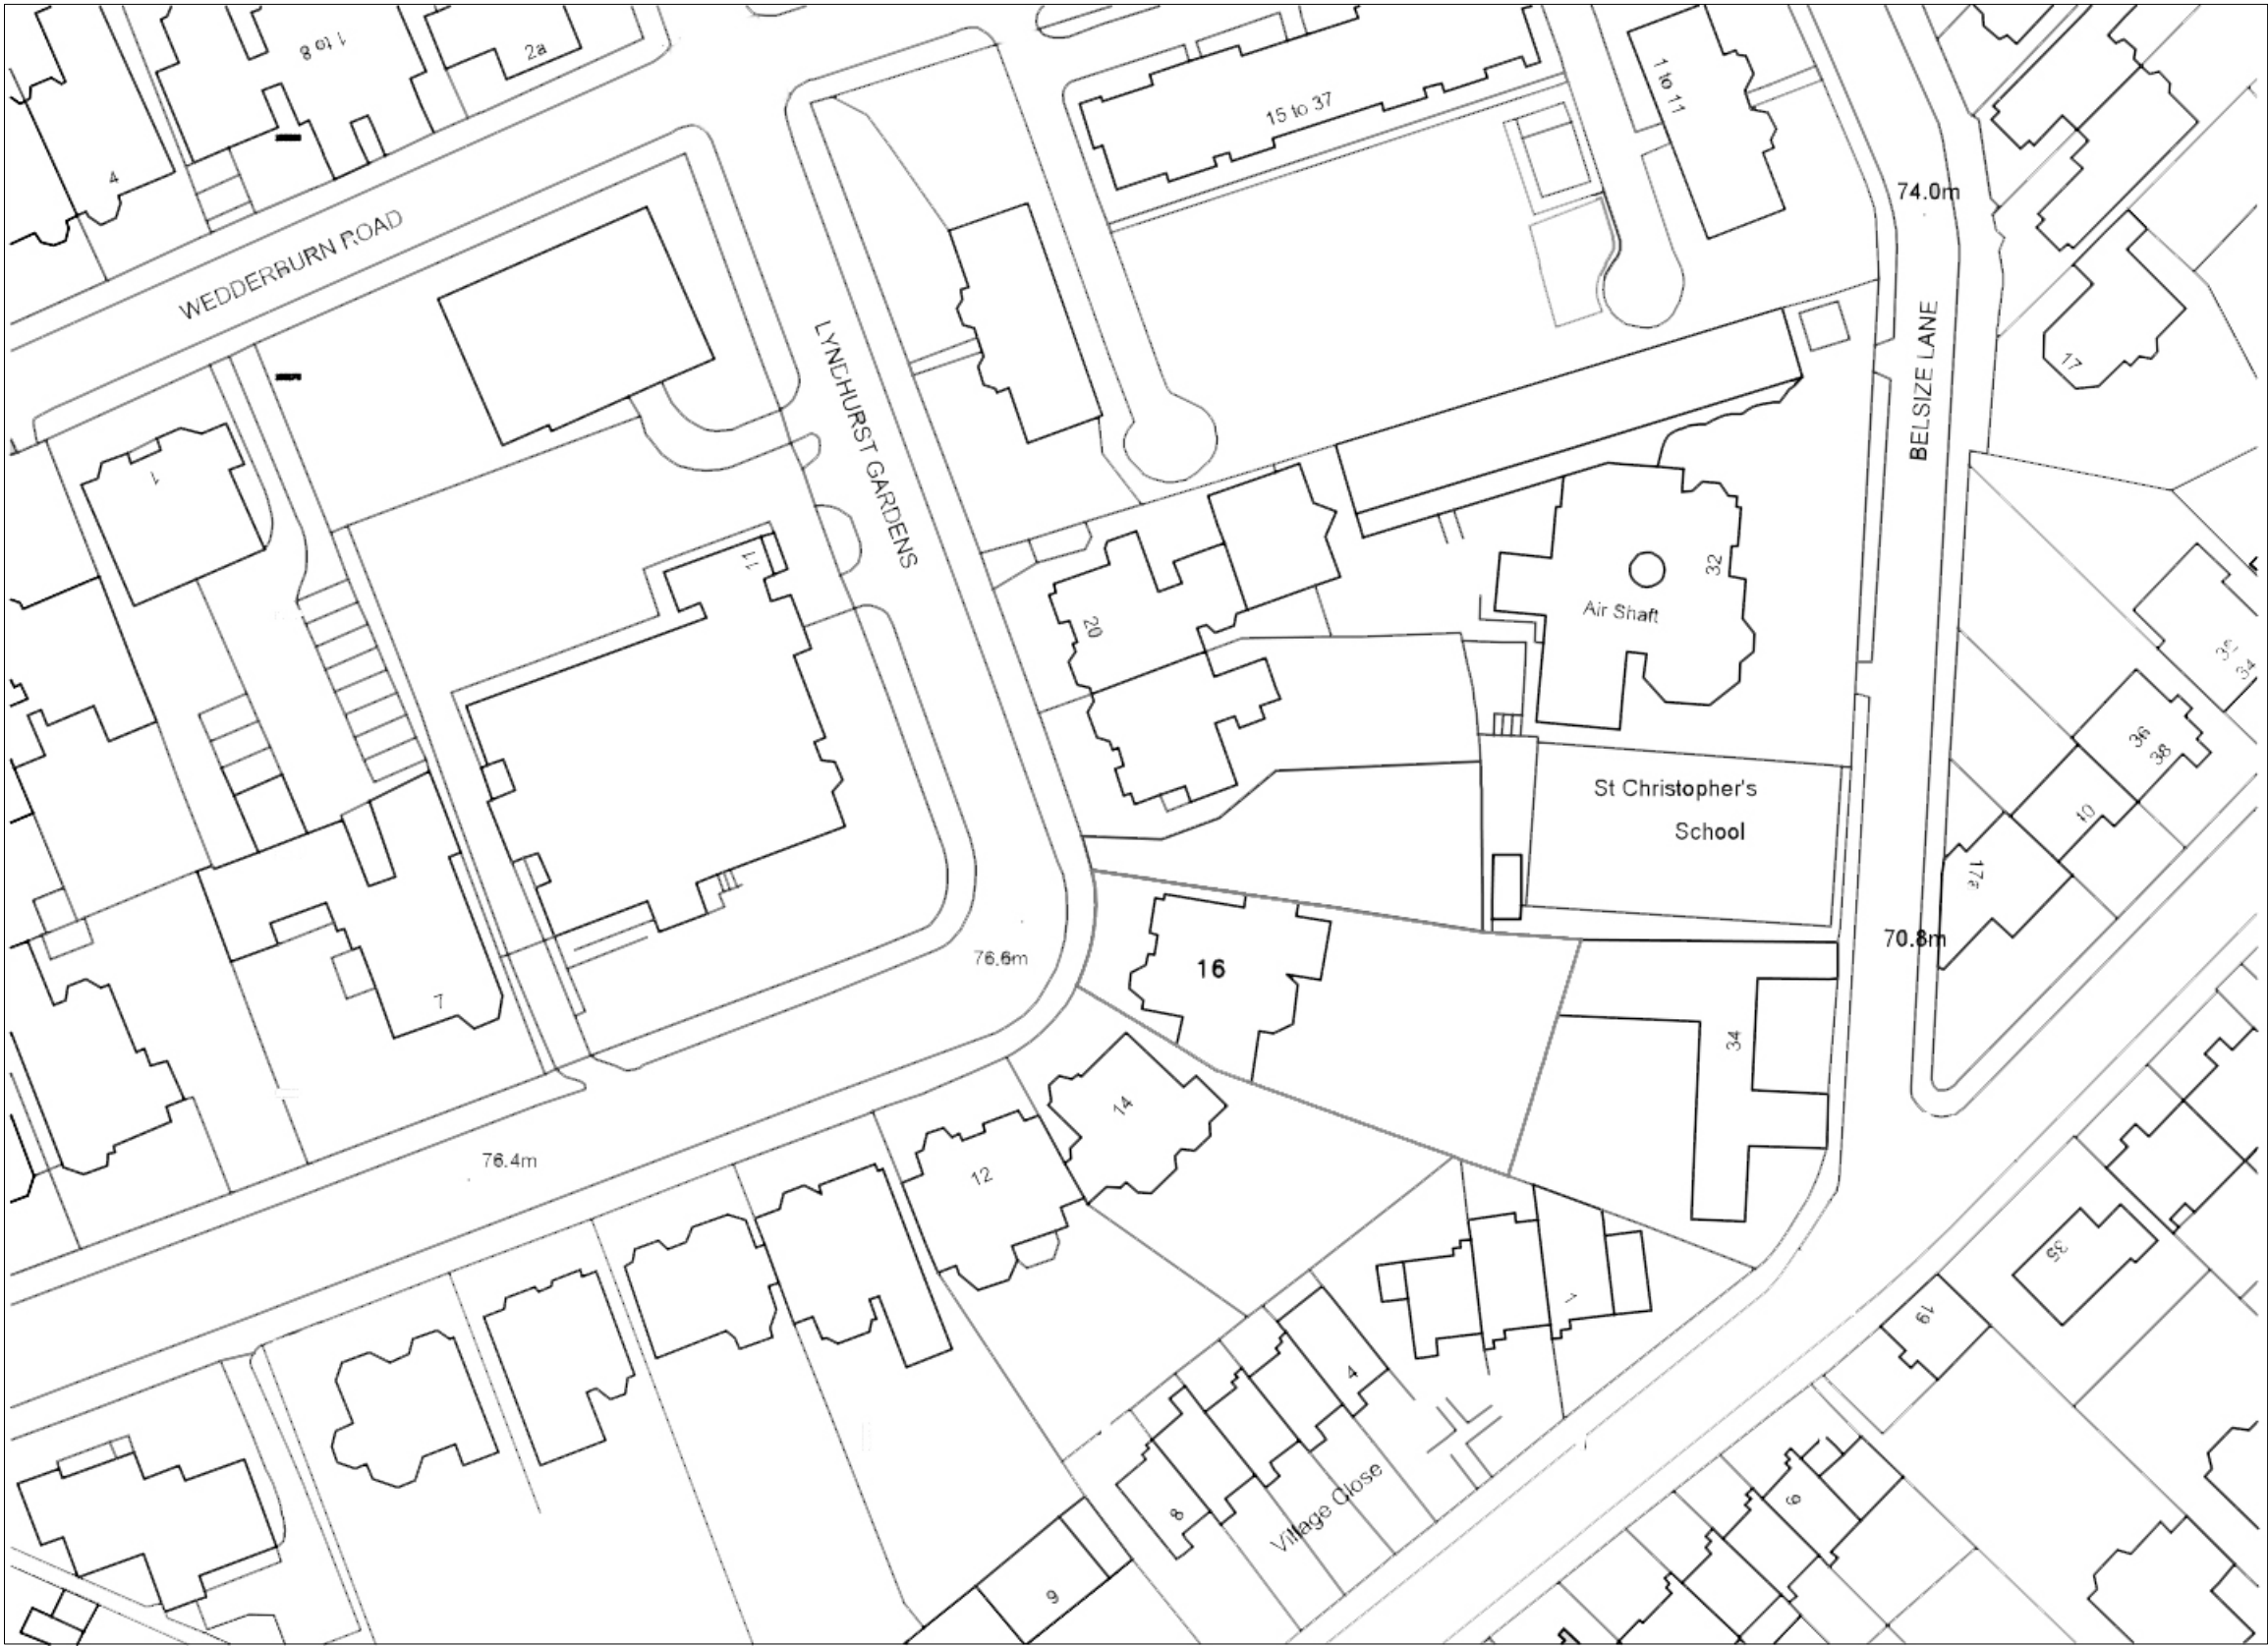 1 to 8
2a
4
WEDDERBURN ROAD
1
15 to 37
1 to 11
74.0m
LYNDHURST GARDENS
BELSIZE LANE
17
11
20
32
Air Shaft
34
36
38
St Christopher's
School
40
17a
70.8m
16
76.6m
7
34
14
12
76.4m
1
4
35
19
8
Village Close
9
9